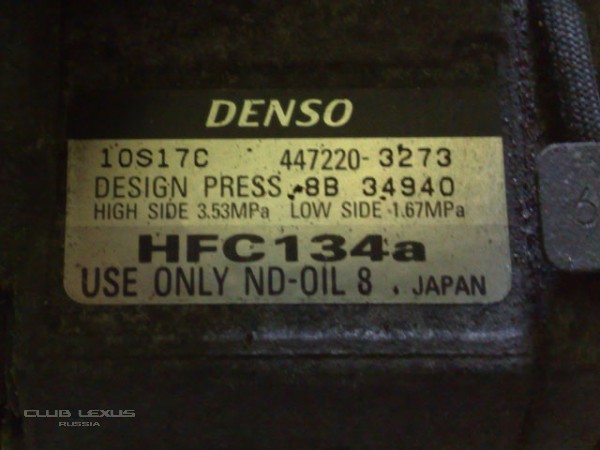 DENSO
10S17C 447220-3273
DESIGN PRESS. 8B 34940
HIGH SIDE 3.53MPa LOW SIDE 1.67MPa
HFC134a
USE ONLY ND-OIL 8 . JAPAN
6
CLUB LEXUS
RUSSIA